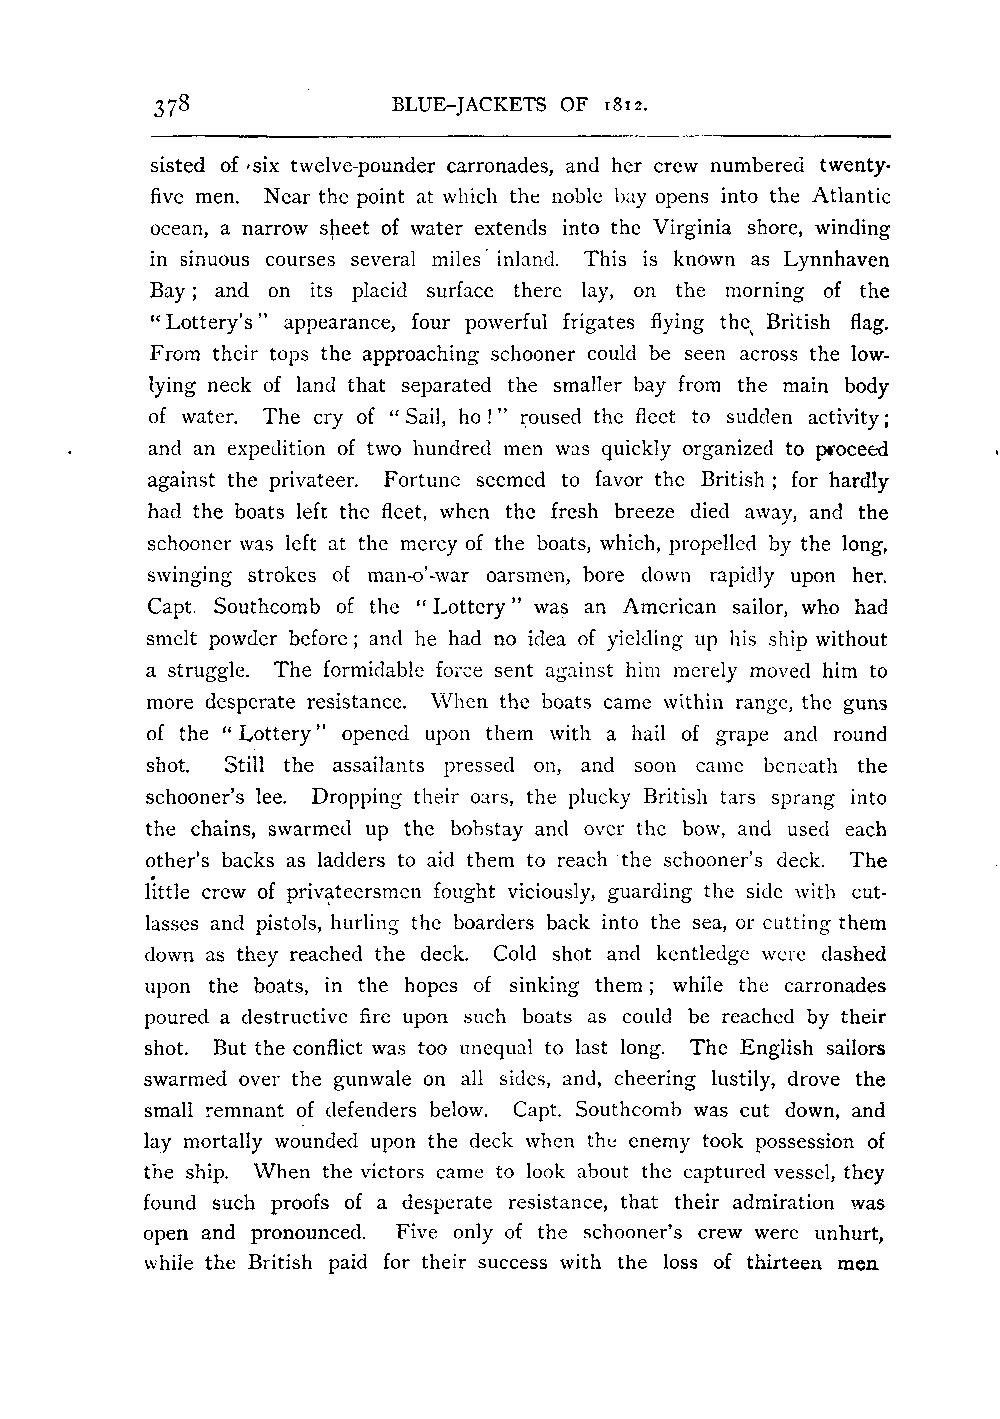 378 BLUE-JACKETS OF 1812.
sisted of six twelve-pounder carronades, and her crew numbered twenty-
five men. Near the point at which the noble bay opens into the Atlantic
ocean, a narrow sheet of water extends into the Virginia shore, winding
in sinuous courses several miles inland. This is known as Lynnhaven
Bay; and on its placid surface there lay, on the morning of the
"Lottery's" appearance, four powerful frigates flying the British flag.
From their tops the approaching schooner could be seen across the low-
lying neck of land that separated the smaller bay from the main body
of water. The cry of "Sail, ho!" roused the fleet to sudden activity;
and an expedition of two hundred men was quickly organized to proceed
against the privateer. Fortune seemed to favor the British; for hardly
had the boats left the fleet, when the fresh breeze died away, and the
schooner was left at the mercy of the boats, which, propelled by the long,
swinging strokes of man-o'-war oarsmen, bore down rapidly upon her.
Capt. Southcomb of the "Lottery" was an American sailor, who had
smelt powder before; and he had no idea of yielding up his ship without
a struggle. The formidable force sent against him merely moved him to
more desperate resistance. When the boats came within range, the guns
of the "Lottery" opened upon them with a hail of grape and round
shot. Still the assailants pressed on, and soon came beneath the
schooner's lee. Dropping their oars, the plucky British tars sprang into
the chains, swarmed up the bobstay and over the bow, and used each
other's backs as ladders to aid them to reach the schooner's deck. The
little crew of privateersmen fought viciously, guarding the side with cut-
lasses and pistols, hurling the boarders back into the sea, or cutting them
down as they reached the deck. Cold shot and kentledge were dashed
upon the boats, in the hopes of sinking them; while the carronades
poured a destructive fire upon such boats as could be reached by their
shot. But the conflict was too unequal to last long. The English sailors
swarmed over the gunwale on all sides, and, cheering lustily, drove the
small remnant of defenders below. Capt. Southcomb was cut down, and
lay mortally wounded upon the deck when the enemy took possession of
the ship. When the victors came to look about the captured vessel, they
found such proofs of a desperate resistance, that their admiration was
open and pronounced. Five only of the schooner's crew were unhurt,
while the British paid for their success with the loss of thirteen men